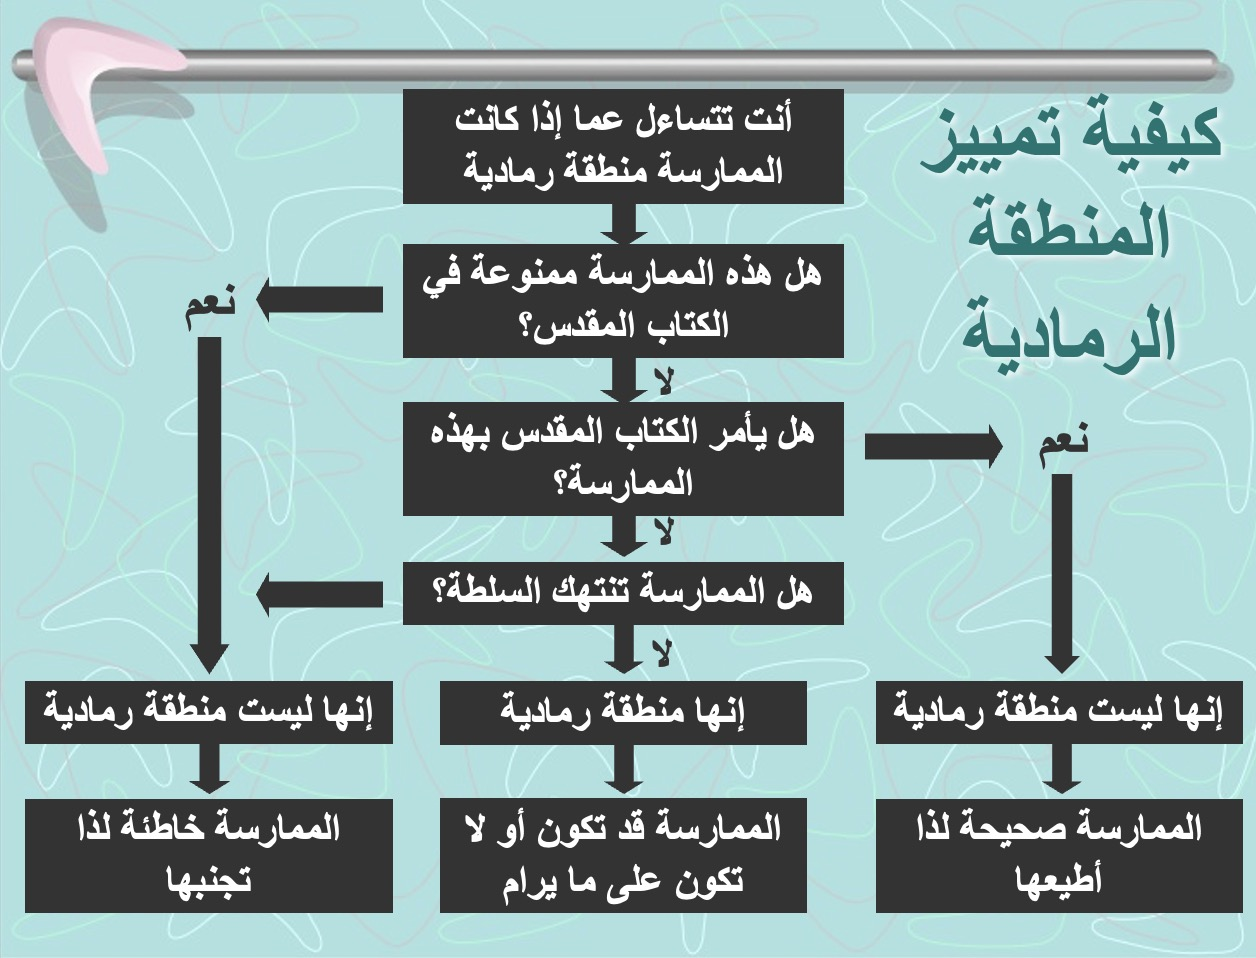 كيفية تمييز
المنطقة
الرمادية
أنت تتساءل عما إذا كانت
الممارسة منطقة رمادية
هل هذه الممارسة ممنوعة في
الكتاب المقدس؟
نعم
لا
هل يأمر الكتاب المقدس بهذه
الممارسة؟
نعم
لا
هل الممارسة تنتهك السلطة؟
لا
إنها ليست منطقة رمادية
إنها منطقة رمادية
إنها ليست منطقة رمادية
الممارسة صحيحة لذا
أطيعها
الممارسة قد تكون أو لا
تكون على ما يرام
الممارسة خاطئة لذا
تجنبها